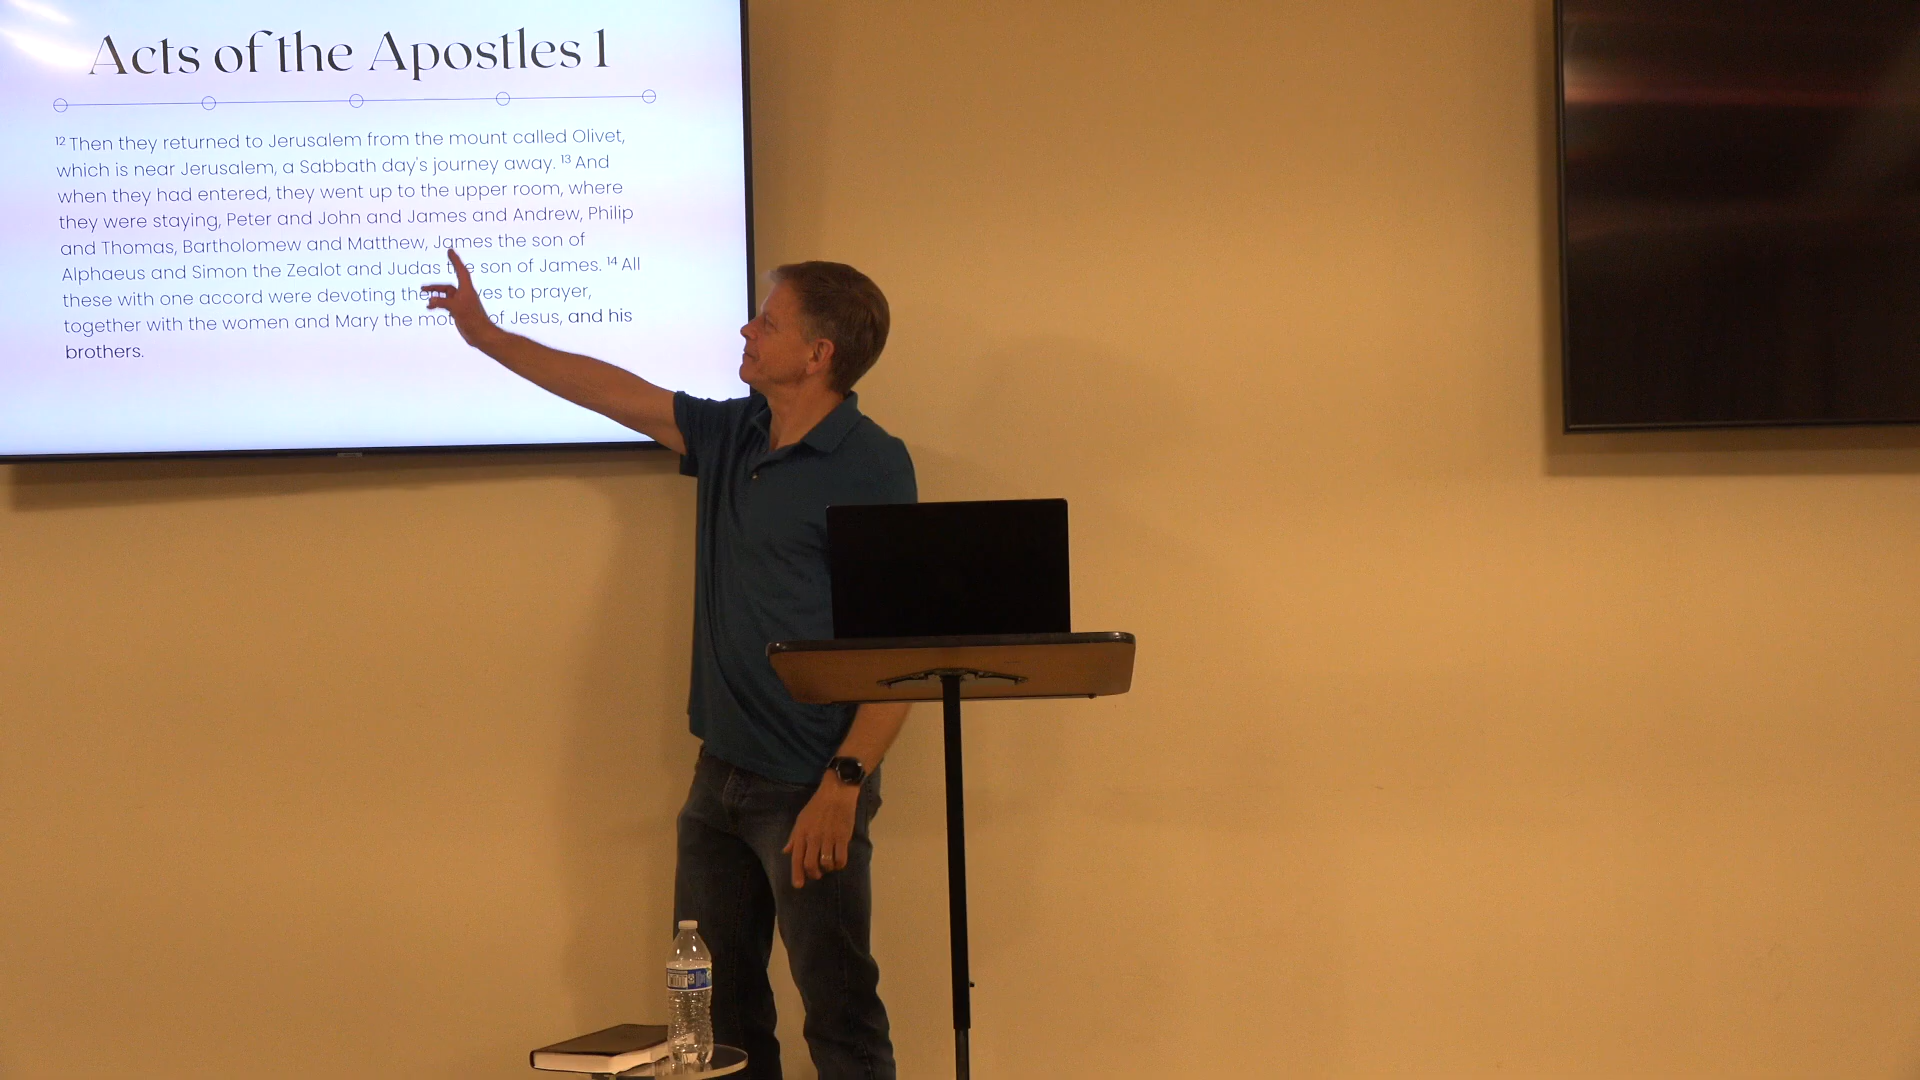 Acts of the Apostles 1
12 Then they returned to Jerusalem from the mount called Olivet,
which is near Jerusalem, a Sabbath day's journey away. 13 And
when they had entered, they went up to the upper room, where
they were staying, Peter and John and James and Andrew, Philip
and Thomas, Bartholomew and Matthew, James the son of
Alphaeus and Simon the Zealot and Judas the son of James. 14 All
these with one accord were devoting themselves to prayer,
together with the women and Mary the mot of Jesus, and his
brothers.